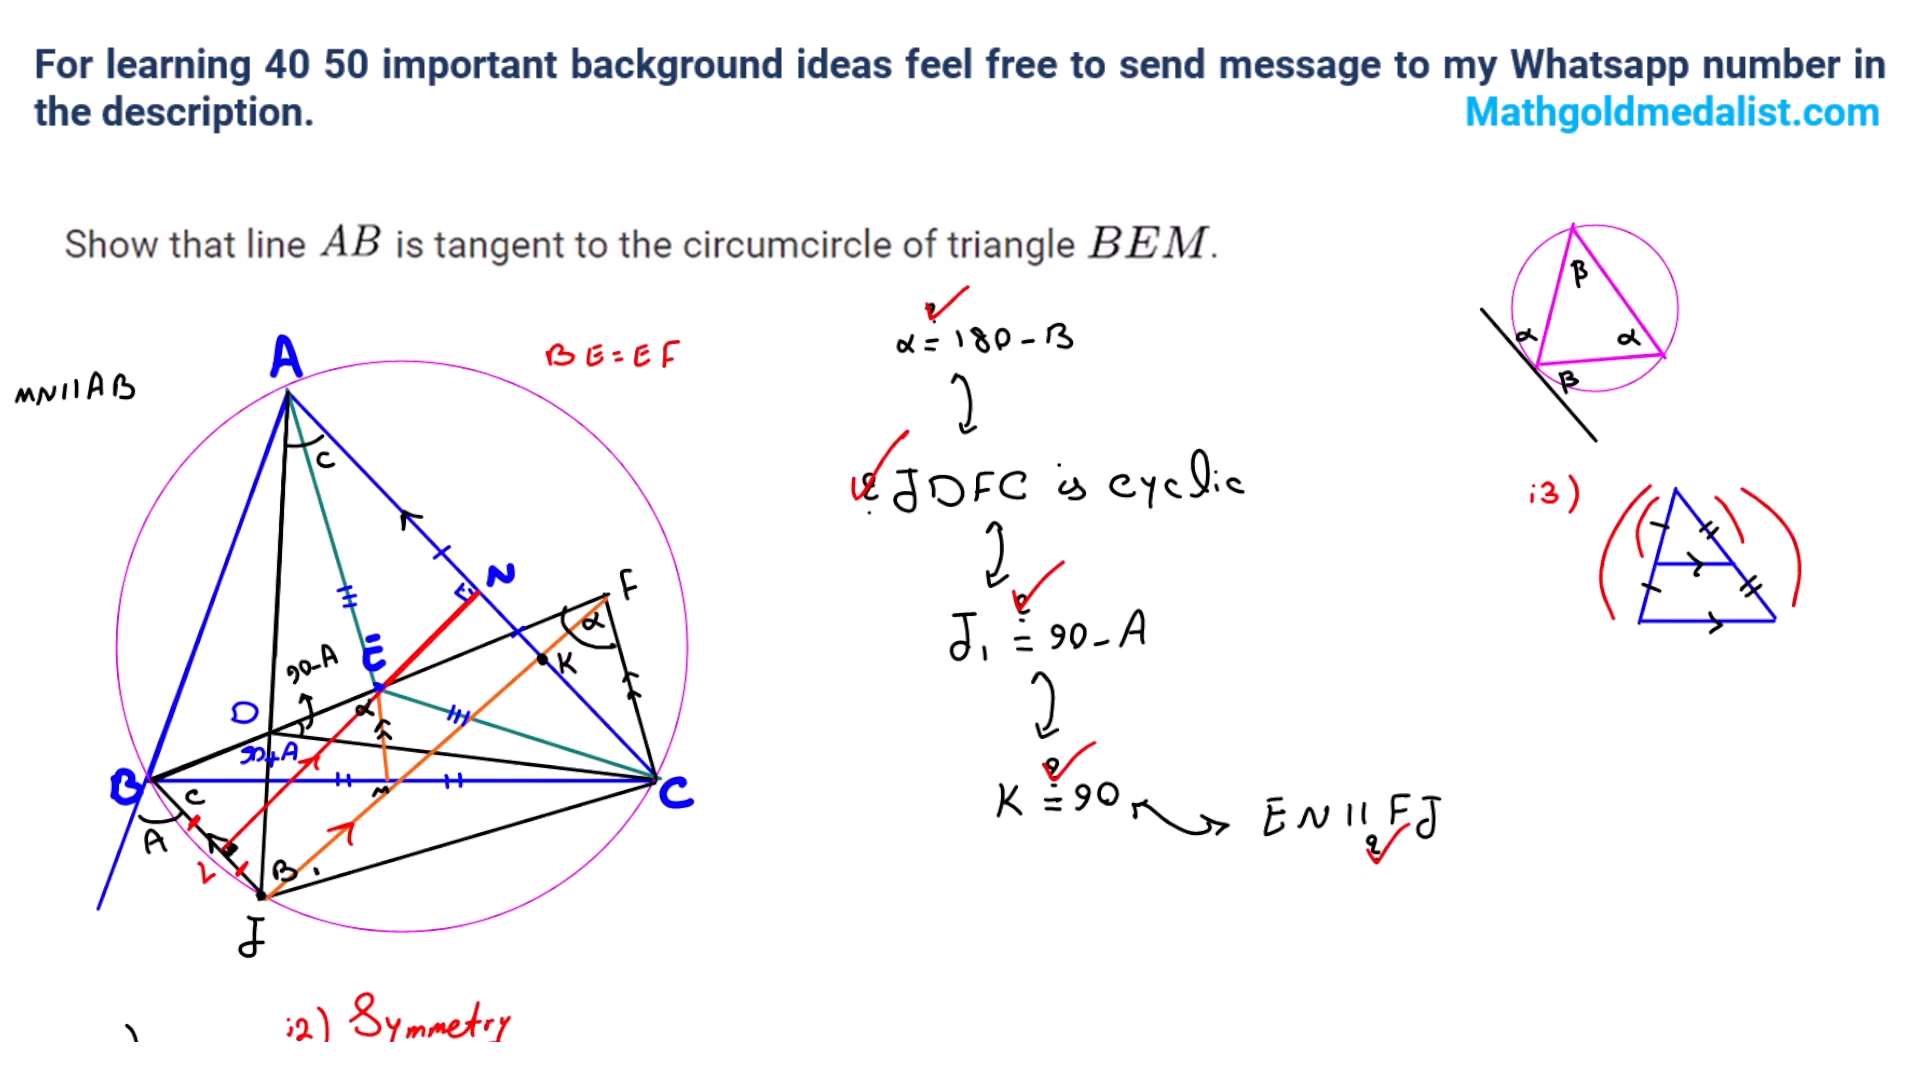 For learning 40 50 important background ideas feel free to send message to my Whatsapp number in
the description.
Mathgoldmedalist.com
Show that line AB is tangent to the circumcircle of triangle BEM.
MN||AB
BE=EF
A
C
N
F
α
K
E
90-A
D
α
90+A
B
C
M
C
A
L
B 1
J
i2) Symmetry
α = 180-B
?
JDFC is cyclic
?
J1 = 90-A
?
K = 90
EN || FJ
?
β
α
α
β
i3)